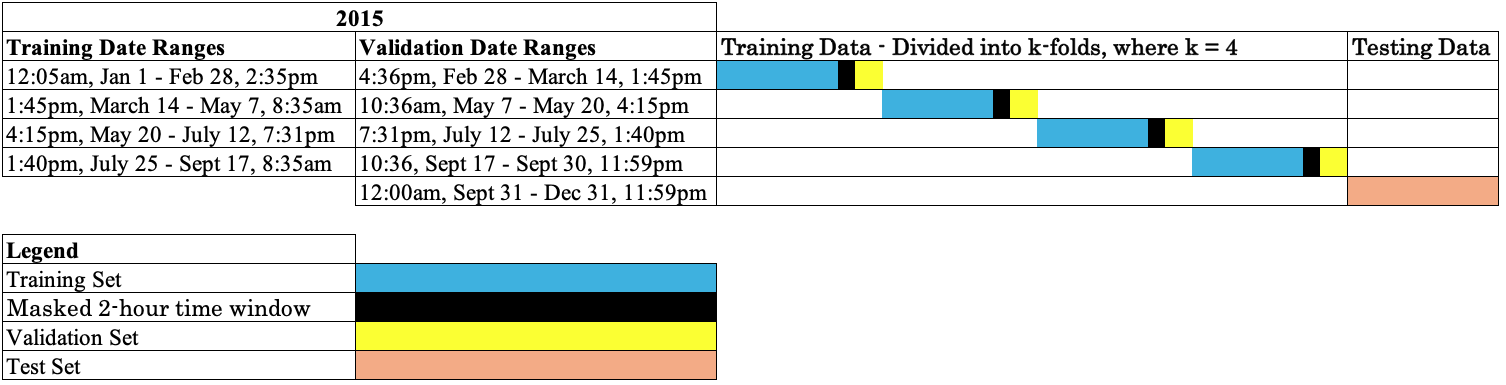 2015
Training Date Ranges Validation Date Ranges Training Data - Divided into k-folds, where k = 4 Testing Data
12:05am, Jan 1 - Feb 28, 2:35pm 4:36pm, Feb 28 - March 14, 1:45pm
1:45pm, March 14 - May 7, 8:35am 10:36am, May 7 - May 20, 4:15pm
4:15pm, May 20 - July 12, 7:31pm 7:31pm, July 12 - July 25, 1:40pm
1:40pm, July 25 - Sept 17, 8:35am 10:36, Sept 17 - Sept 30, 11:59pm
12:00am, Sept 31 - Dec 31, 11:59pm
Legend
Training Set
Masked 2-hour time window
Validation Set
Test Set